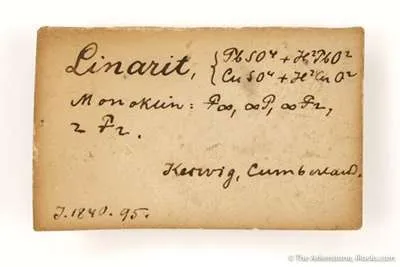 Linarit, { PbSO⁴ + H²PbO²
{ CuSO⁴ + H²CuO²
Monoklin: P∞, ∞P, ∞P2,
2 P2.
Keswig, Cumberland.
J. 1840. 95.
© The Arkenstone, iRocks.com